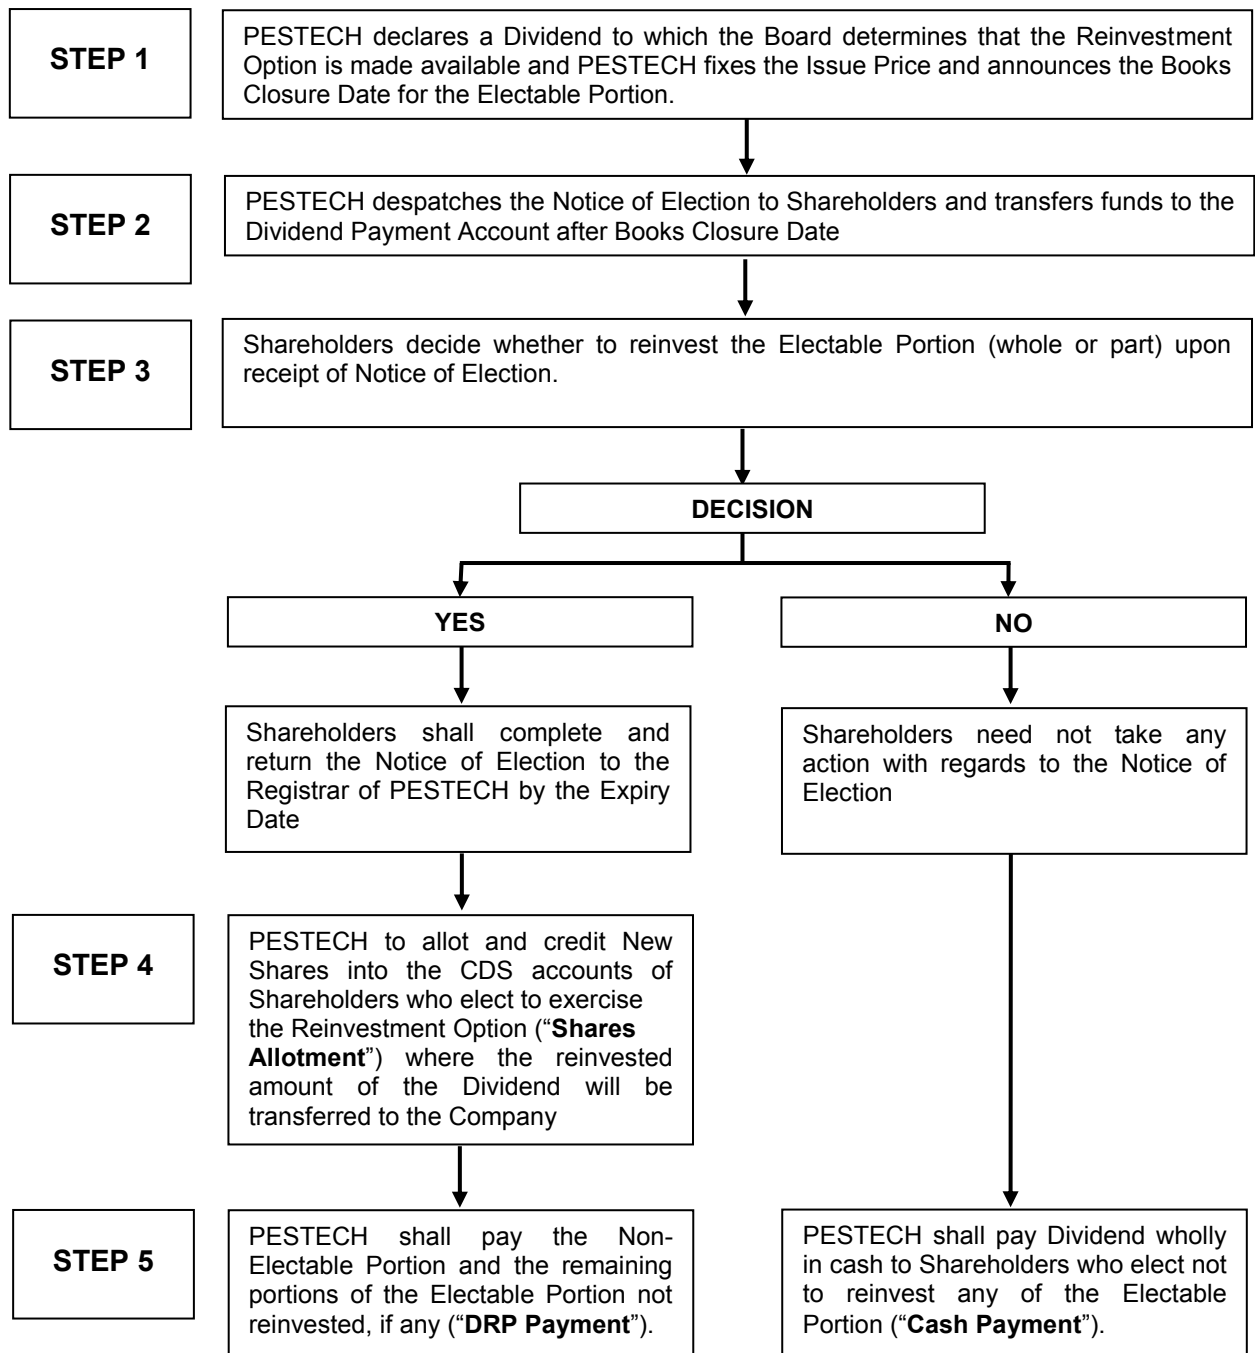 STEP 1
PESTECH declares a Dividend to which the Board determines that the Reinvestment
Option is made available and PESTECH fixes the Issue Price and announces the Books
Closure Date for the Electable Portion.
STEP 2
PESTECH despatches the Notice of Election to Shareholders and transfers funds to the
Dividend Payment Account after Books Closure Date
STEP 3
Shareholders decide whether to reinvest the Electable Portion (whole or part) upon
receipt of Notice of Election.
DECISION
YES
NO
Shareholders shall complete and
return the Notice of Election to the
Registrar of PESTECH by the Expiry
Date
Shareholders need not take any
action with regards to the Notice of
Election
STEP 4
PESTECH to allot and credit New
Shares into the CDS accounts of
Shareholders who elect to exercise
the Reinvestment Option (“Shares
Allotment”) where the reinvested
amount of the Dividend will be
transferred to the Company
STEP 5
PESTECH shall pay the Non-
Electable Portion and the remaining
portions of the Electable Portion not
reinvested, if any (“DRP Payment”).
PESTECH shall pay Dividend wholly
in cash to Shareholders who elect not
to reinvest any of the Electable
Portion (“Cash Payment”).